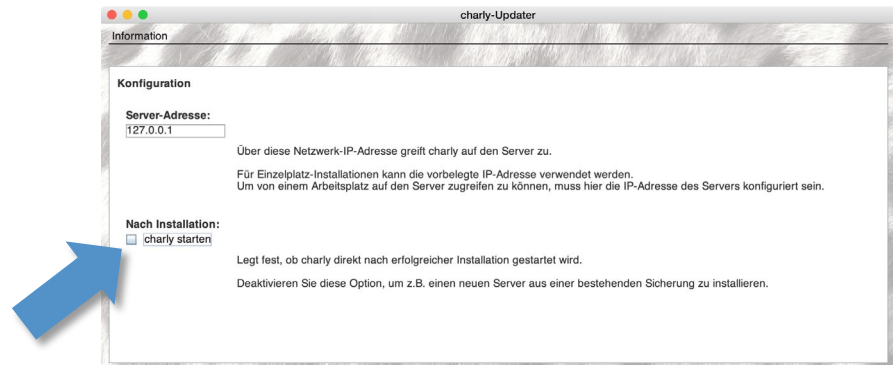 charly-Updater
Information
Konfiguration
Server-Adresse:
127.0.0.1
Über diese Netzwerk-IP-Adresse greift charly auf den Server zu.
Für Einzelplatz-Installationen kann die vorbelegte IP-Adresse verwendet werden.
Um von einem Arbeitsplatz auf den Server zugreifen zu können, muss hier die IP-Adresse des Servers konfiguriert sein.
Nach Installation:
charly starten
Legt fest, ob charly direkt nach erfolgreicher Installation gestartet wird.
Deaktivieren Sie diese Option, um z.B. einen neuen Server aus einer bestehenden Sicherung zu installieren.